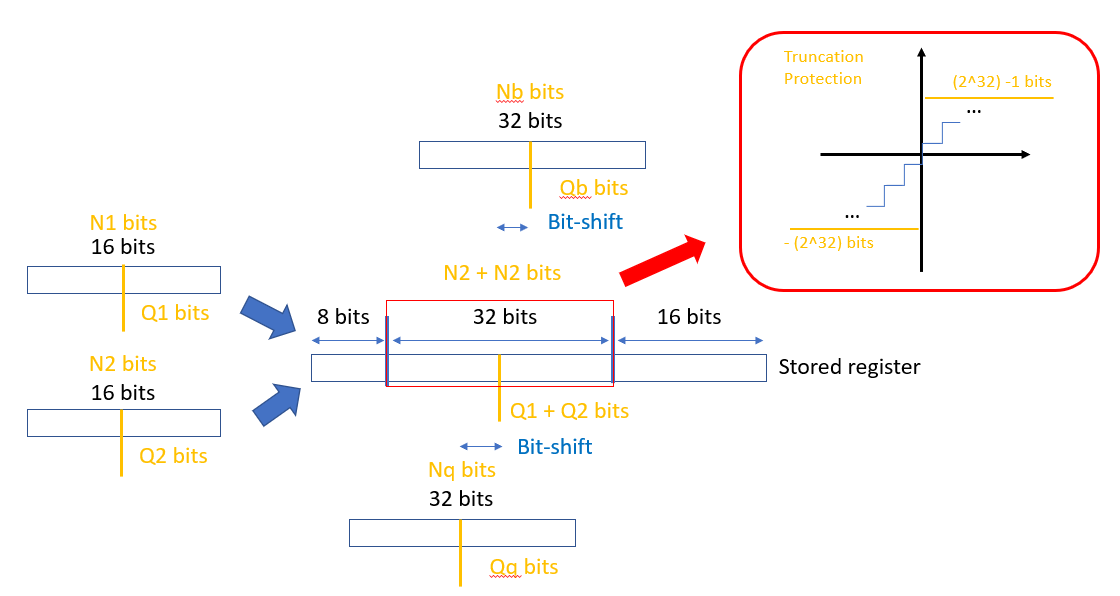 Truncation
Protection
(2^32) -1 bits
...
...
- (2^32) bits
Nb bits
32 bits
Qb bits
Bit-shift
N1 bits
16 bits
Q1 bits
N2 + N2 bits
8 bits
32 bits
16 bits
Stored register
N2 bits
16 bits
Q2 bits
Q1 + Q2 bits
Bit-shift
Nq bits
32 bits
Qq bits